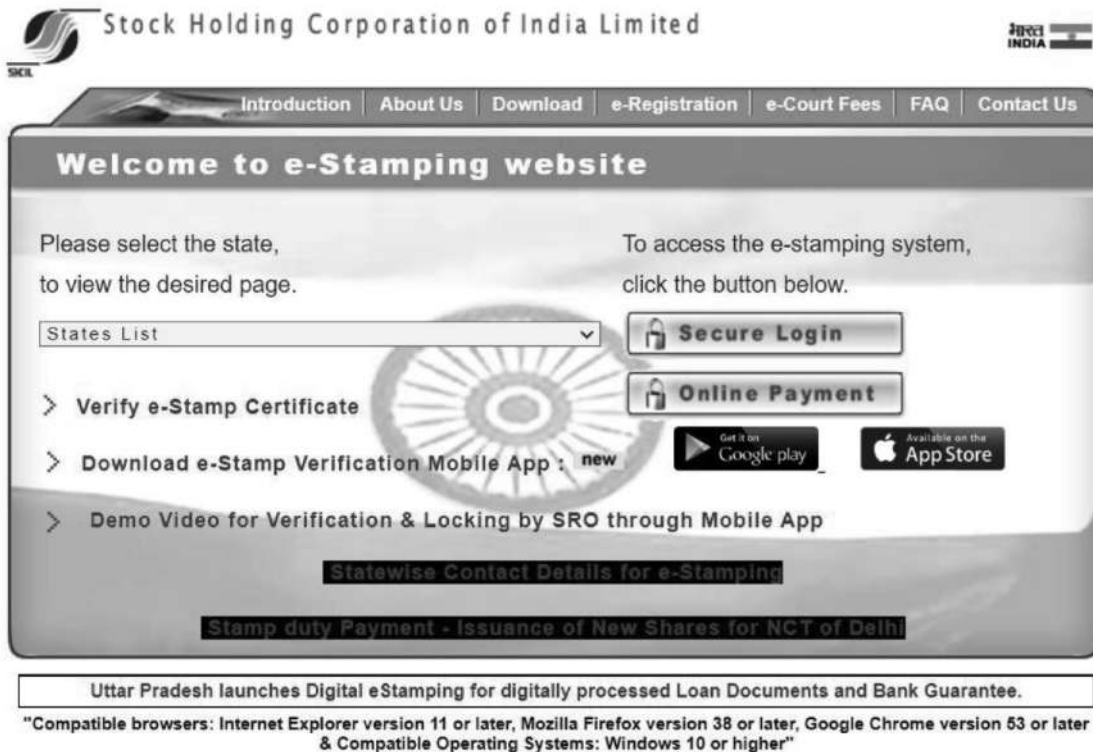 Stock Holding Corporation of India Limited
SHCIL
भारत
INDIA
Introduction | About Us | Download | e-Registration | e-Court Fees | FAQ | Contact Us
Welcome to e-Stamping website
Please select the state,
to view the desired page.
States List
Verify e-Stamp Certificate
Download e-Stamp Verification Mobile App : new
Demo Video for Verification & Locking by SRO through Mobile App
To access the e-stamping system,
click the button below.
Secure Login
Online Payment
Get it on
Google play
Available on the
App Store
Statewise Contact Details for e-Stamping
Stamp duty Payment - Issuance of New Shares for NCT of Delhi
Uttar Pradesh launches Digital eStamping for digitally processed Loan Documents and Bank Guarantee.
"Compatible browsers: Internet Explorer version 11 or later, Mozilla Firefox version 38 or later, Google Chrome version 53 or later
& Compatible Operating Systems: Windows 10 or higher"